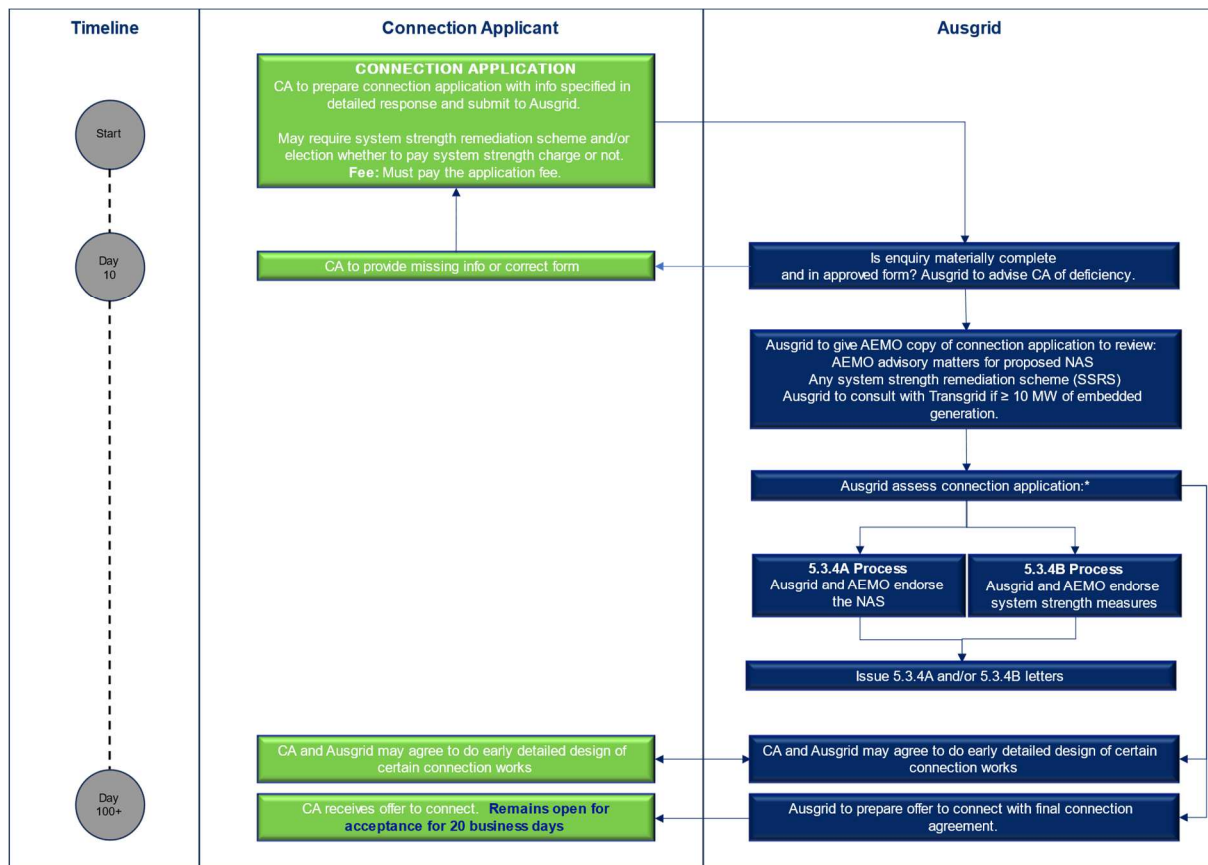 Timeline
Connection Applicant
Ausgrid
Start
CONNECTION APPLICATION
CA to prepare connection application with info specified in
detailed response and submit to Ausgrid.
May require system strength remediation scheme and/or
election whether to pay system strength charge or not.
Fee: Must pay the application fee.
Day
10
CA to provide missing info or correct form
Is enquiry materially complete
and in approved form? Ausgrid to advise CA of deficiency.
Ausgrid to give AEMO copy of connection application to review:
AEMO advisory matters for proposed NAS
Any system strength remediation scheme (SSRS)
Ausgrid to consult with Transgrid if ≥ 10 MW of embedded
generation.
Ausgrid assess connection application:*
5.3.4A Process
Ausgrid and AEMO endorse
the NAS
5.3.4B Process
Ausgrid and AEMO endorse
system strength measures
Issue 5.3.4A and/or 5.3.4B letters
CA and Ausgrid may agree to do early detailed design of
certain connection works
CA and Ausgrid may agree to do early detailed design of certain
connection works
Day
100+
CA receives offer to connect. Remains open for
acceptance for 20 business days
Ausgrid to prepare offer to connect with final connection
agreement.